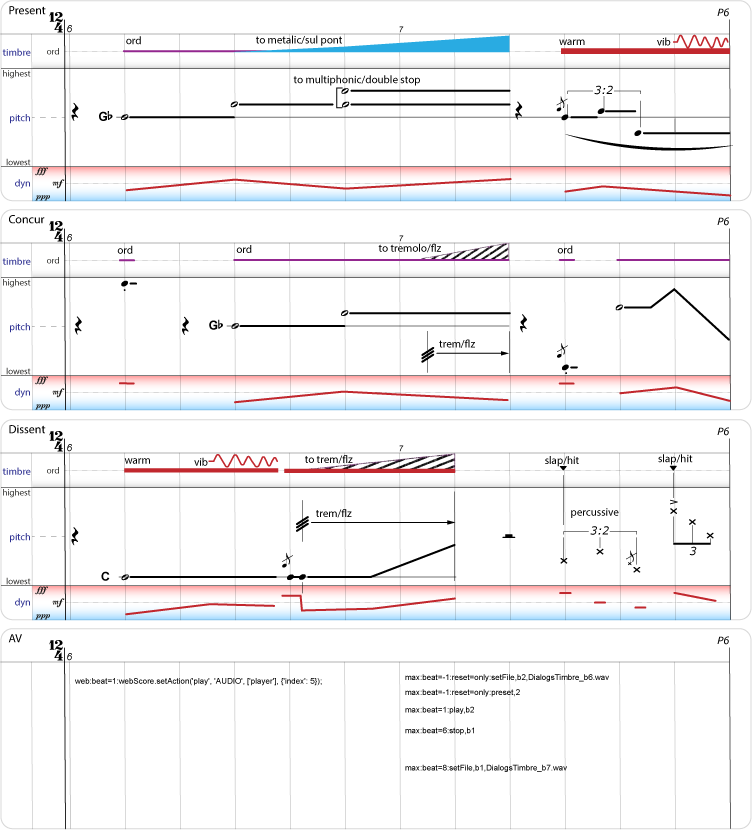 Present
P6
12
4
6
7
ord
to metalic/sul pont
warm
vib
timbre
ord
highest
to multiphonic/double stop
3:2
pitch
G♭
lowest
fff
dyn
mf
ppp
Concur
P6
12
4
6
7
ord
ord
to tremolo/flz
ord
timbre
ord
highest
pitch
G♭
trem/flz
lowest
fff
dyn
mf
ppp
Dissent
P6
12
4
6
7
warm
vib
to trem/flz
slap/hit
slap/hit
timbre
ord
highest
trem/flz
percussive
pitch
3:2
3
C
lowest
fff
dyn
mf
ppp
AV
P6
12
4
6
web:beat=1:webScore.setAction('play', 'AUDIO', ['player'], {'index': 5});
max:beat=-1:reset=only:setFile,b2,DialogsTimbre_b6.wav
max:beat=-1:reset=only:preset,2
max:beat=1:play,b2
max:beat=6:stop,b1
max:beat=8:setFile,b1,DialogsTimbre_b7.wav